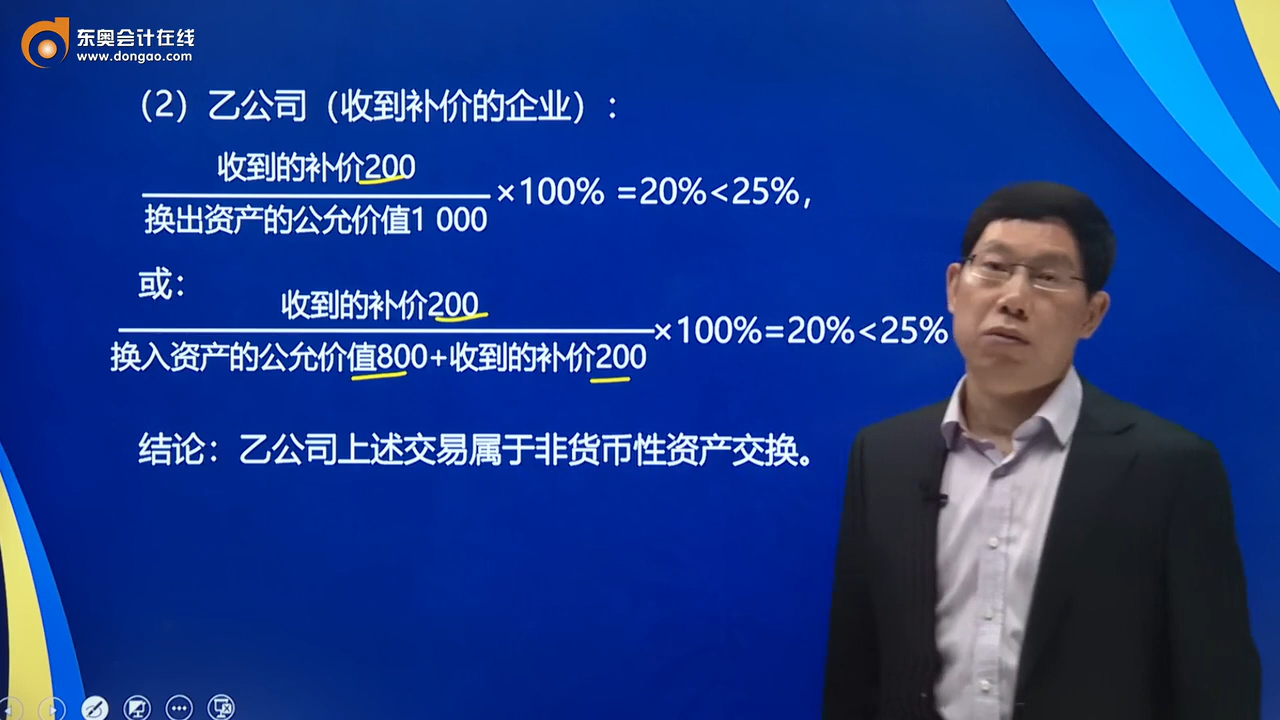 东奥会计在线
www.dongao.com
（2）乙公司（收到补价的企业）：
收到的补价200
换出资产的公允价值1 000
×100% =20%<25%，
或：
收到的补价200
换入资产的公允价值800+收到的补价200
×100%=20%<25%
结论：乙公司上述交易属于非货币性资产交换。